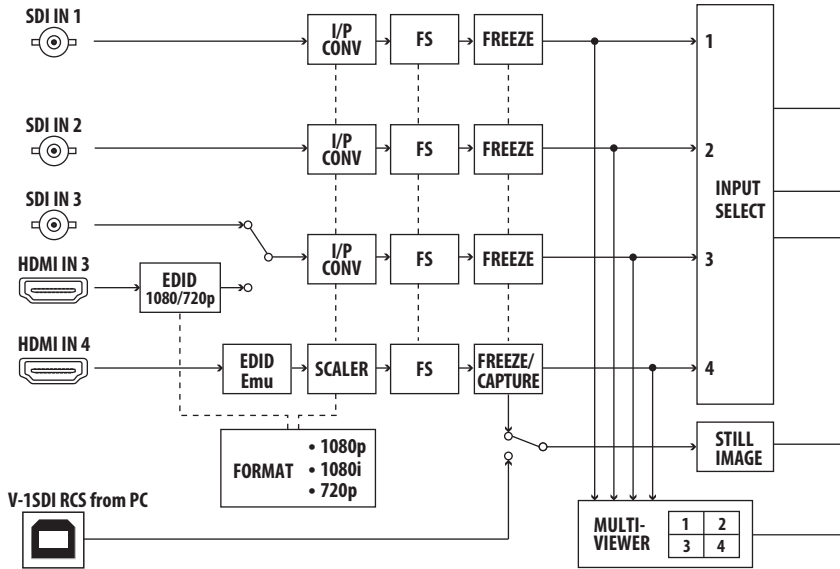 SDI IN 1
I/P
CONV
FS
FREEZE
1
SDI IN 2
I/P
CONV
FS
FREEZE
2
INPUT
SELECT
SDI IN 3
HDMI IN 3
EDID
1080/720p
I/P
CONV
FS
FREEZE
3
HDMI IN 4
EDID
Emu
SCALER
FS
FREEZE/
CAPTURE
4
FORMAT
• 1080p
• 1080i
• 720p
STILL
IMAGE
V-1SDI RCS from PC
MULTI-
VIEWER
1 2
3 4